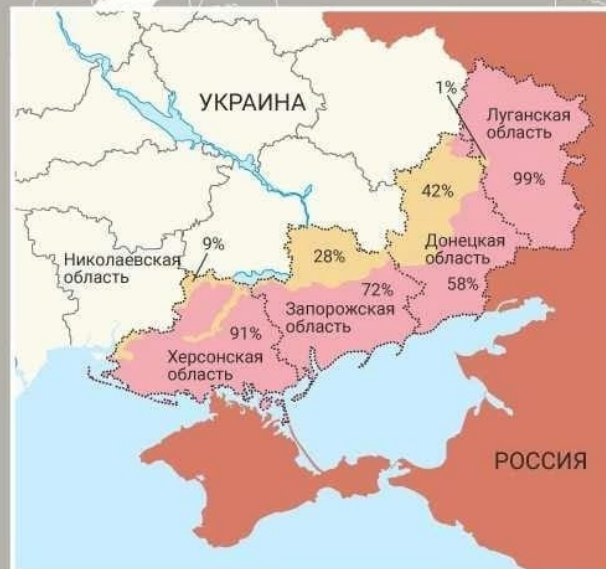 УКРАИНА
1%
Луганская
область
99%
42%
Донецкая
область
58%
9%
Николаевская
область
28%
72%
Запорожская
область
91%
Херсонская
область
РОССИЯ